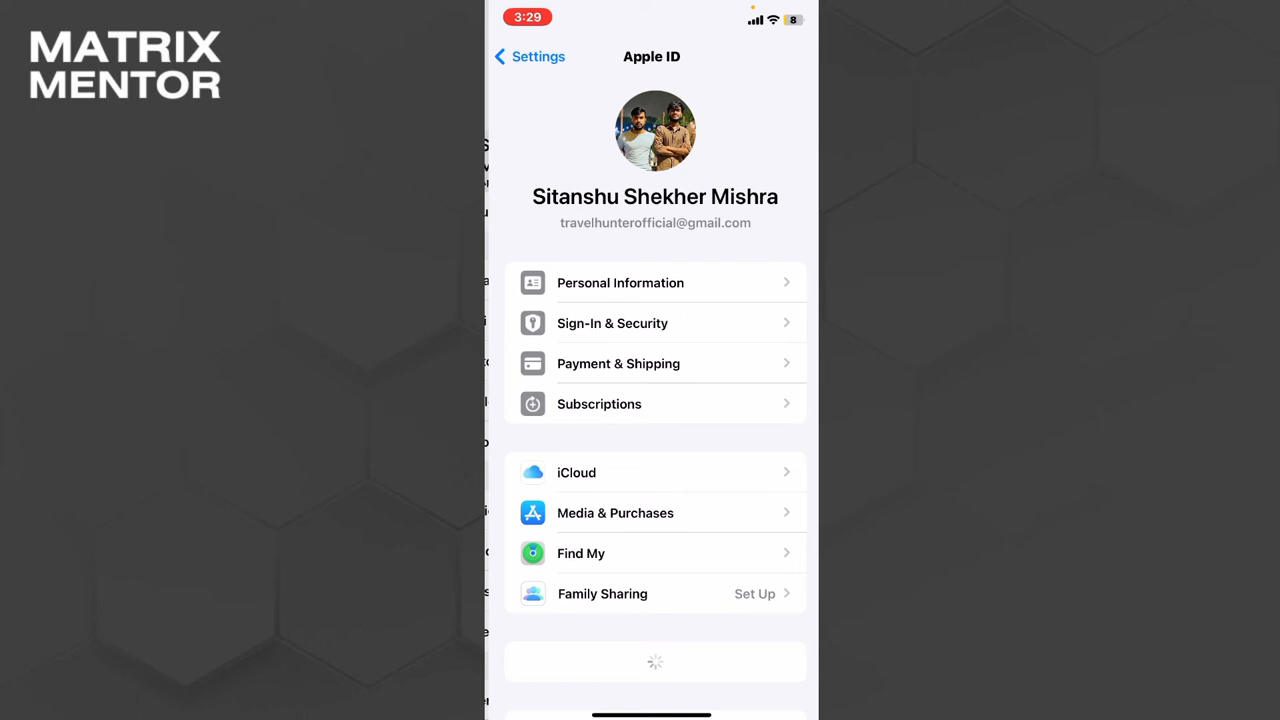 MATRIX
MENTOR
3:29
8
Settings
Apple ID
Sitanshu Shekher Mishra
travelhunterofficial@gmail.com
Personal Information
Sign-In & Security
Payment & Shipping
Subscriptions
iCloud
Media & Purchases
Find My
Family Sharing Set Up